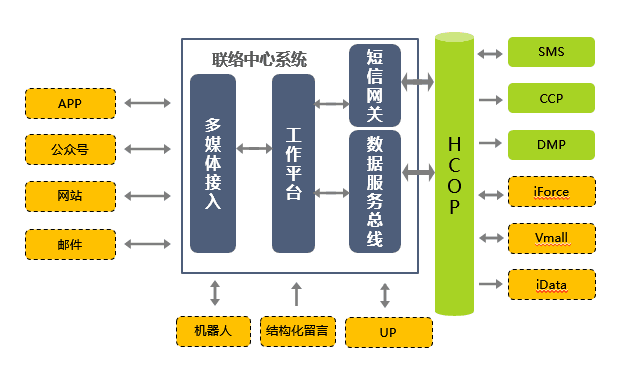 联络中心系统
APP
公众号
网站
邮件
多媒体接入
工作平台
短信网关
数据服务总线
HCOP
SMS
CCP
DMP
iForce
Vmall
iData
机器人
结构化留言
UP